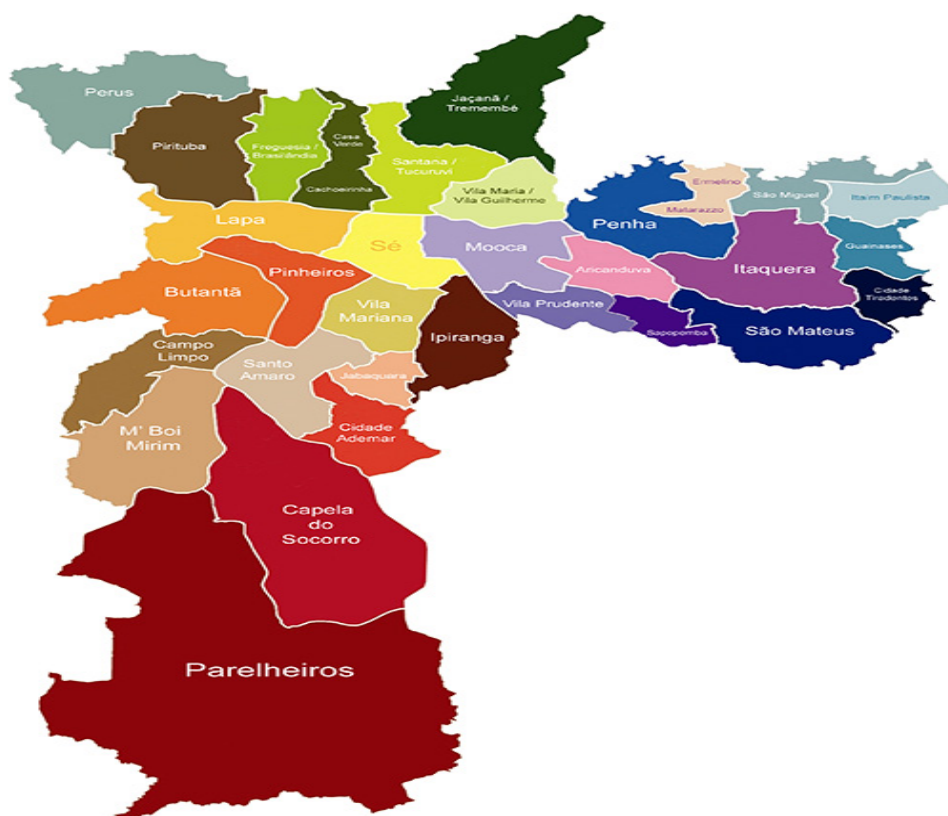 Perus
Jaçanã /
Tremembé
Pirituba
Freguesia /
Brasilândia
Casa
Verde
Cachoeirinha
Santana /
Tucuruvi
Vila Maria /
Vila Guilherme
Ermelino
Matarazzo
São Miguel
Itaim Paulista
Lapa
Sé
Mooca
Penha
Guainases
Pinheiros
Aricanduva
Itaquera
Butantã
Vila
Mariana
Vila Prudente
Cidade
Tiradontos
Ipiranga
Sapopomba
São Mateus
Campo
Limpo
Santo
Amaro
Jabaquara
M' Boi
Mirim
Cidade
Ademar
Capela
do
Socorro
Parelheiros